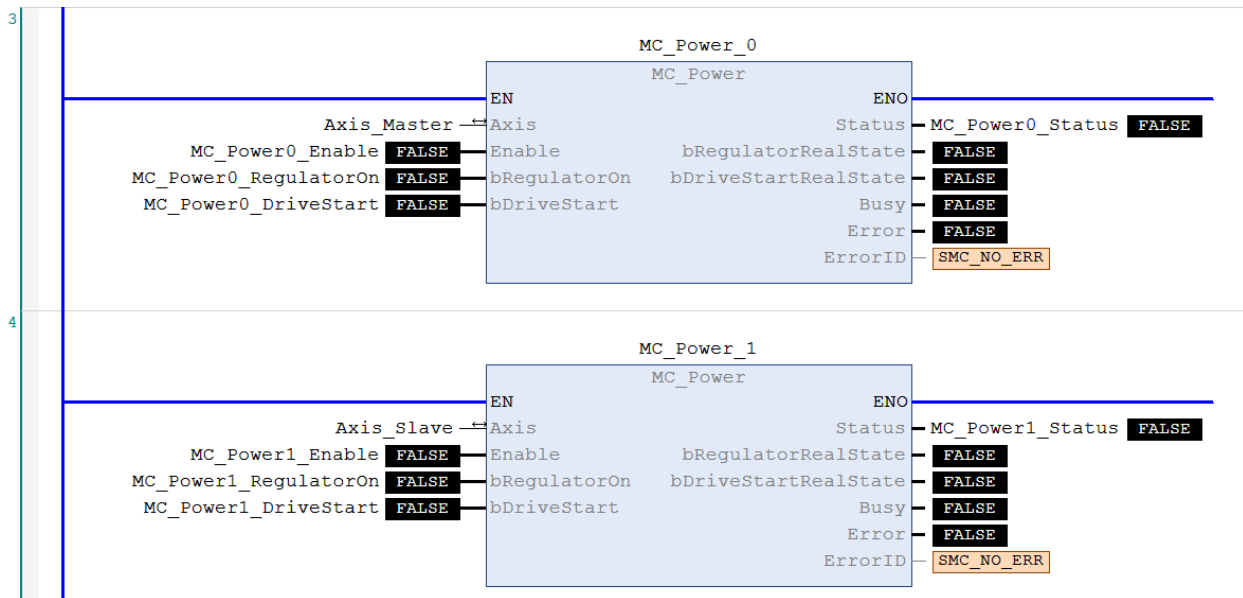 3
MC_Power_0
MC_Power
EN ENO
Axis_Master Axis Status MC_Power0_Status FALSE
MC_Power0_Enable FALSE Enable bRegulatorRealState FALSE
MC_Power0_RegulatorOn FALSE bRegulatorOn bDriveStartRealState FALSE
MC_Power0_DriveStart FALSE bDriveStart Busy FALSE
Error FALSE
ErrorID SMC_NO_ERR
4
MC_Power_1
MC_Power
EN ENO
Axis_Slave Axis Status MC_Power1_Status FALSE
MC_Power1_Enable FALSE Enable bRegulatorRealState FALSE
MC_Power1_RegulatorOn FALSE bRegulatorOn bDriveStartRealState FALSE
MC_Power1_DriveStart FALSE bDriveStart Busy FALSE
Error FALSE
ErrorID SMC_NO_ERR